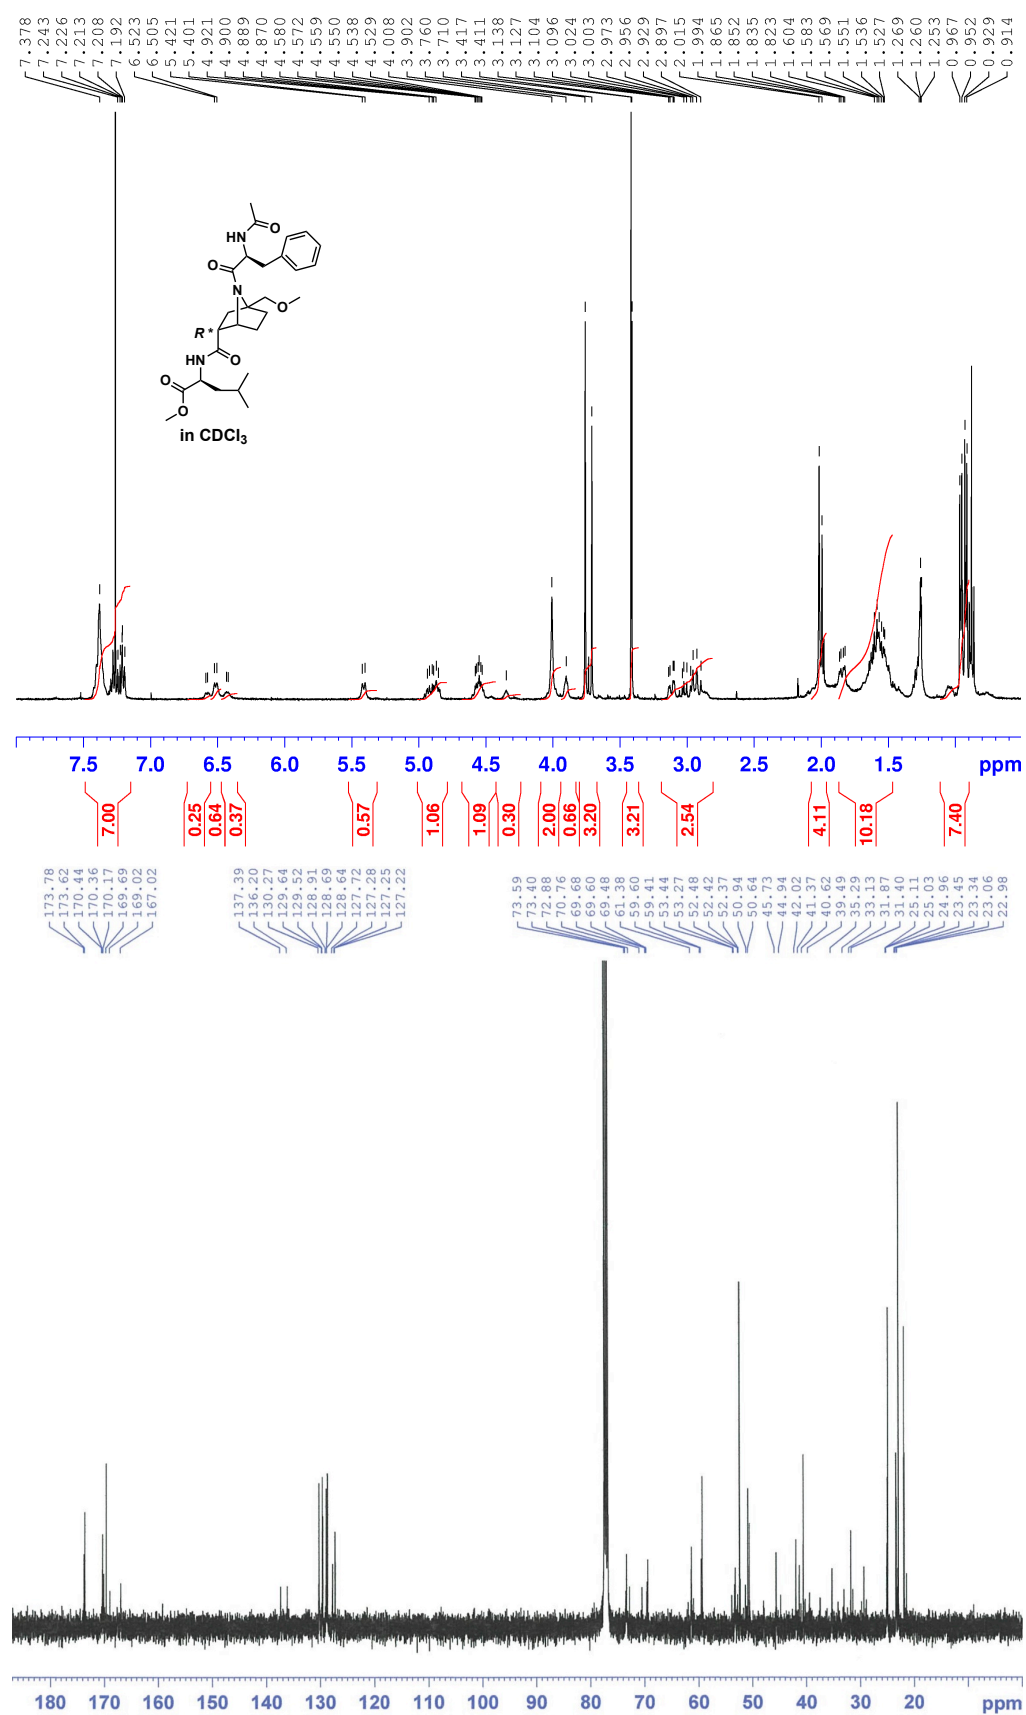 7.378 7.243 7.226 7.213 7.208 7.192 6.523 6.505 5.421 5.401 4.921 4.900 4.889 4.870 4.580 4.572 4.559 4.550 4.538 4.529 4.008 3.902 3.760 3.710 3.417 3.411 3.138 3.127 3.104 3.096 3.024 3.003 2.973 2.956 2.929 2.897 2.015 1.994 1.865 1.852 1.835 1.823 1.604 1.583 1.569 1.551 1.536 1.527 1.269 1.260 1.253 0.967 0.952 0.929 0.914
HN O
O
N
O
R*
HN O
O
O
in CDCl3
7.5 7.0 6.5 6.0 5.5 5.0 4.5 4.0 3.5 3.0 2.5 2.0 1.5 ppm
7.00 0.25 0.64 0.37 0.57 1.06 1.09 0.30 2.00 0.66 3.20 3.21 2.54 4.11 10.18 7.40
173.78 173.62 170.44 170.36 170.17 169.69 169.02 167.02 137.39 136.20 130.27 129.64 129.52 128.91 128.69 128.64 127.72 127.28 127.25 127.22 73.59 73.40 72.88 70.76 69.68 69.60 69.48 61.38 59.60 59.41 53.44 53.27 52.48 52.42 52.37 50.94 50.64 45.73 44.94 42.02 41.37 40.62 39.49 35.29 33.13 31.87 31.40 25.11 25.03 24.96 23.45 23.34 23.06 22.98
180 170 160 150 140 130 120 110 100 90 80 70 60 50 40 30 20 ppm